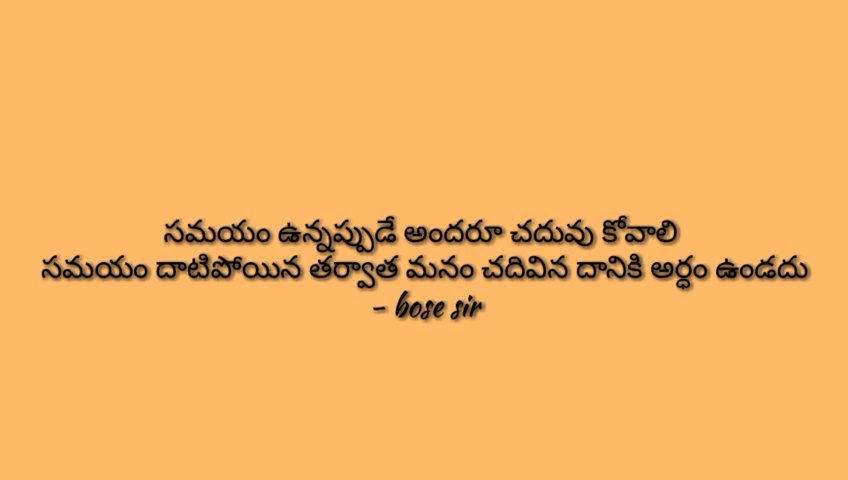 సమయం ఉన్నప్పుడే అందరూ చదువు కోవాలి
సమయం దాటిపోయిన తర్వాత మనం చదివిన దానికి అర్ధం ఉండదు
- bose sir